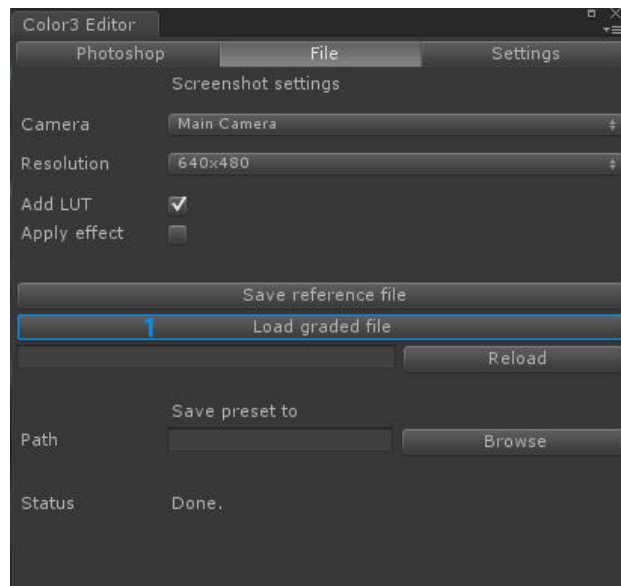 Color3 Editor
Photoshop File Settings
Screenshot settings
Camera Main Camera
Resolution 640x480
Add LUT
Apply effect
Save reference file
1 Load graded file
Reload
Save preset to
Path Browse
Status Done.